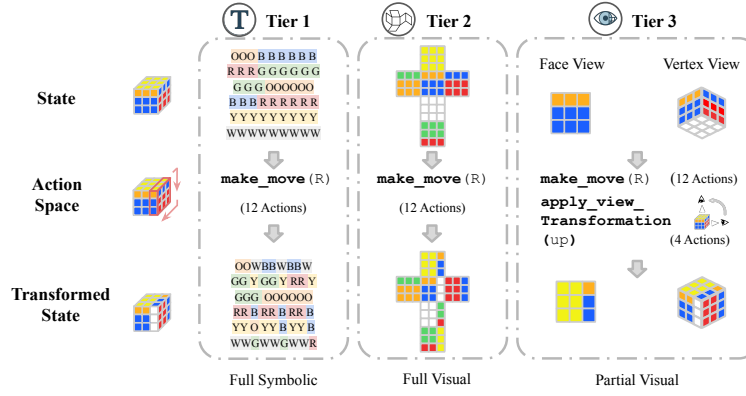 T Tier 1
Tier 2
Tier 3
State
OOOBBBBBB
RRRGGGGGG
GGGOOOOOO
BBBRRRRRR
YYYYYYYYY
WWWWWWWWW
Face View
Vertex View
Action
Space
make_move(R)
(12 Actions)
make_move(R)
(12 Actions)
make_move(R)
(12 Actions)
apply_view_
Transformation
(up)
(4 Actions)
Transformed
State
OOWBBWBBW
GGYGGYRRY
GGGOOOOOO
RRBRRBRRB
YYOYYBYYB
WWGWWGWWR
Full Symbolic
Full Visual
Partial Visual